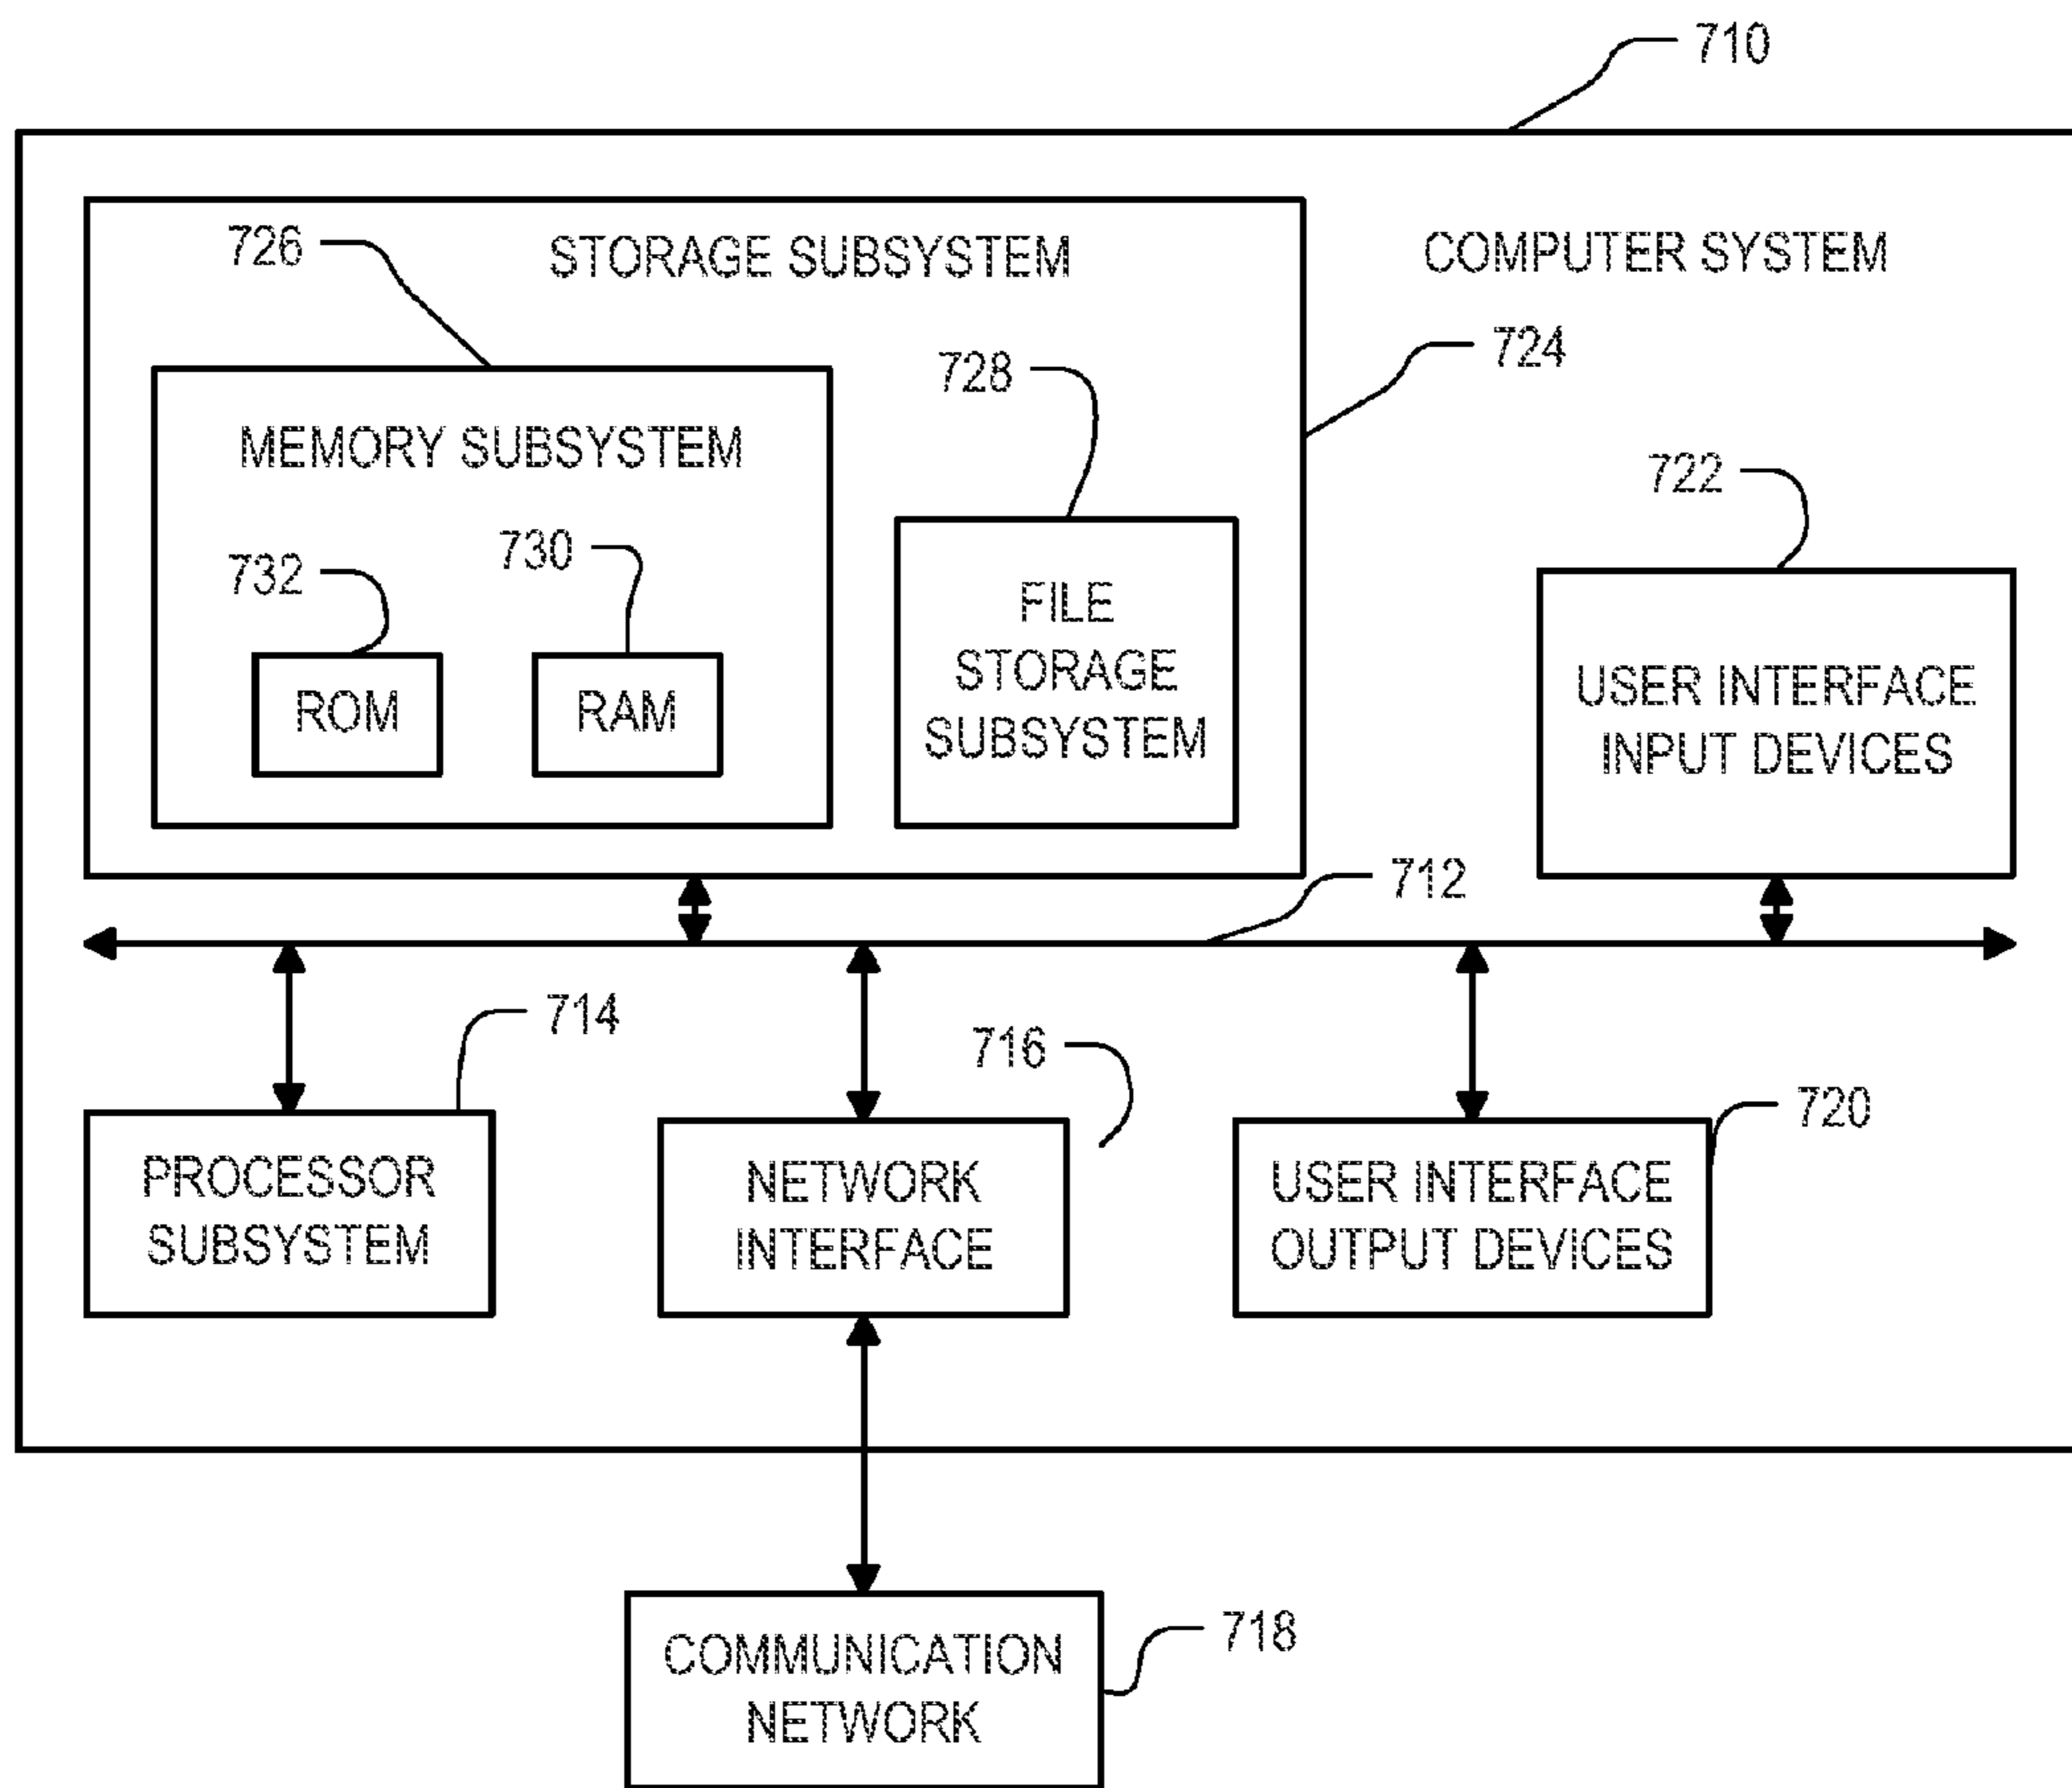 710
726
STORAGE SUBSYSTEM
COMPUTER SYSTEM
724
728
MEMORY SUBSYSTEM
722
732
730
FILE
STORAGE
SUBSYSTEM
ROM
RAM
USER INTERFACE
INPUT DEVICES
712
714
716
720
PROCESSOR
SUBSYSTEM
NETWORK
INTERFACE
USER INTERFACE
OUTPUT DEVICES
718
COMMUNICATION
NETWORK